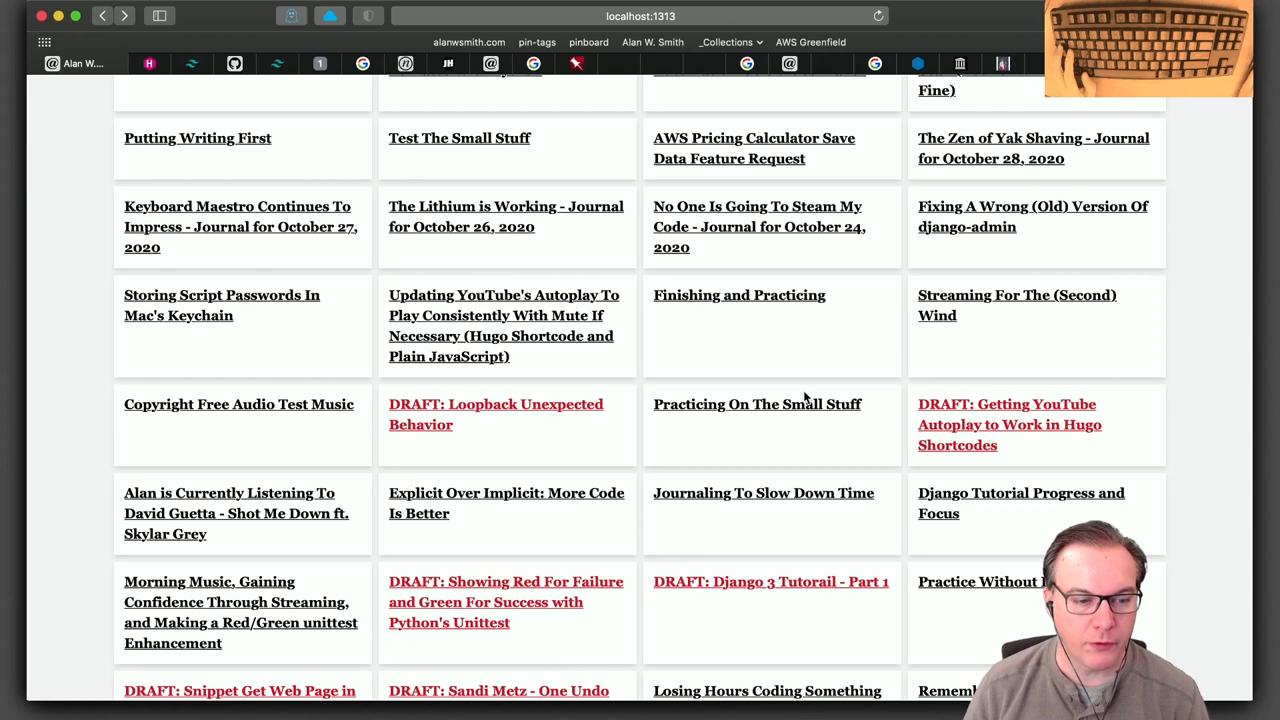 localhost:1313
alanwsmith.com pin-tags pinboard Alan W. Smith _Collections AWS Greenfield
@ Alan W...
Fine)
Putting Writing First
Test The Small Stuff
AWS Pricing Calculator Save
Data Feature Request
The Zen of Yak Shaving - Journal
for October 28, 2020
Keyboard Maestro Continues To
Impress - Journal for October 27,
2020
The Lithium is Working - Journal
for October 26, 2020
No One Is Going To Steam My
Code - Journal for October 24,
2020
Fixing A Wrong (Old) Version Of
django-admin
Storing Script Passwords In
Mac's Keychain
Updating YouTube's Autoplay To
Play Consistently With Mute If
Necessary (Hugo Shortcode and
Plain JavaScript)
Finishing and Practicing
Streaming For The (Second)
Wind
Copyright Free Audio Test Music
DRAFT: Loopback Unexpected
Behavior
Practicing On The Small Stuff
DRAFT: Getting YouTube
Autoplay to Work in Hugo
Shortcodes
Alan is Currently Listening To
David Guetta - Shot Me Down ft.
Skylar Grey
Explicit Over Implicit: More Code
Is Better
Journaling To Slow Down Time
Django Tutorial Progress and
Focus
Morning Music, Gaining
Confidence Through Streaming,
and Making a Red/Green unittest
Enhancement
DRAFT: Showing Red For Failure
and Green For Success with
Python's Unittest
DRAFT: Django 3 Tutorail - Part 1
Practice Without
DRAFT: Snippet Get Web Page in
DRAFT: Sandi Metz - One Undo
Losing Hours Coding Something